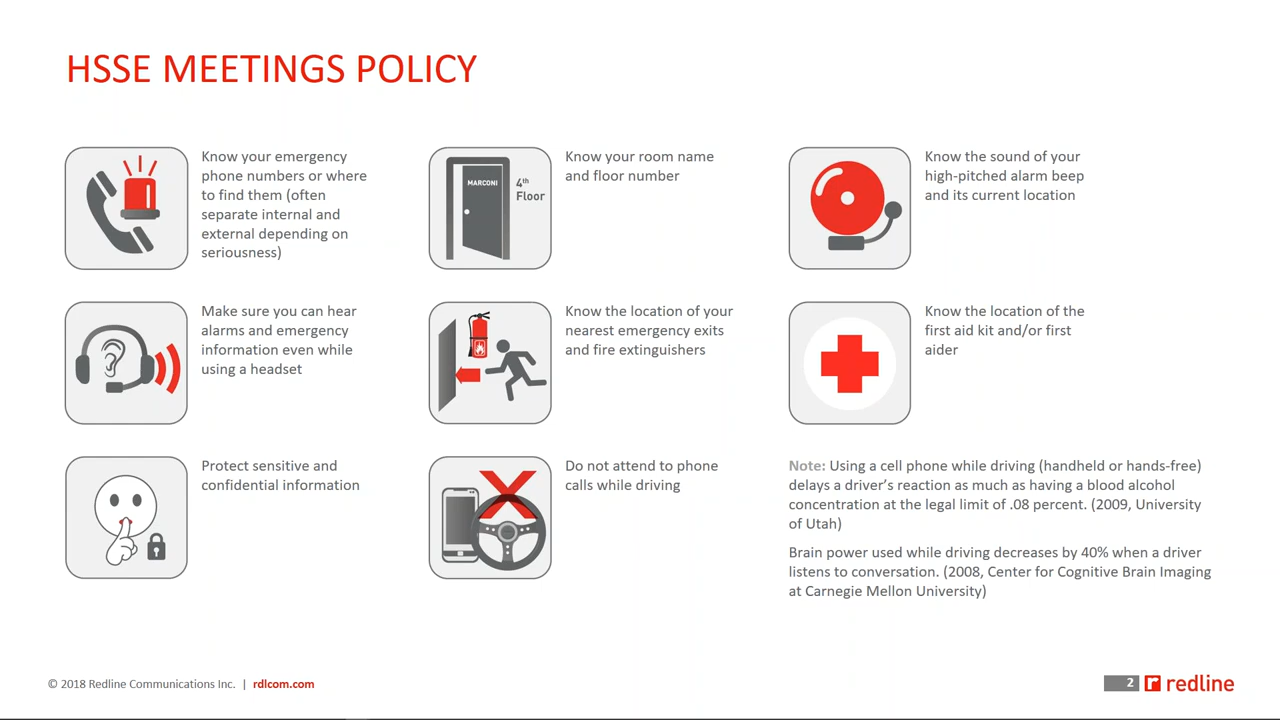 HSSE MEETINGS POLICY
Know your emergency
phone numbers or where
to find them (often
separate internal and
external depending on
seriousness)
MARCONI
4th
Floor
Know your room name
and floor number
Know the sound of your
high-pitched alarm beep
and its current location
Make sure you can hear
alarms and emergency
information even while
using a headset
Know the location of your
nearest emergency exits
and fire extinguishers
Know the location of the
first aid kit and/or first
aider
Protect sensitive and
confidential information
Do not attend to phone
calls while driving
Note: Using a cell phone while driving (handheld or hands-free)
delays a driver's reaction as much as having a blood alcohol
concentration at the legal limit of .08 percent. (2009, University
of Utah)
Brain power used while driving decreases by 40% when a driver
listens to conversation. (2008, Center for Cognitive Brain Imaging
at Carnegie Mellon University)
© 2018 Redline Communications Inc. | rdlcom.com
2 redline